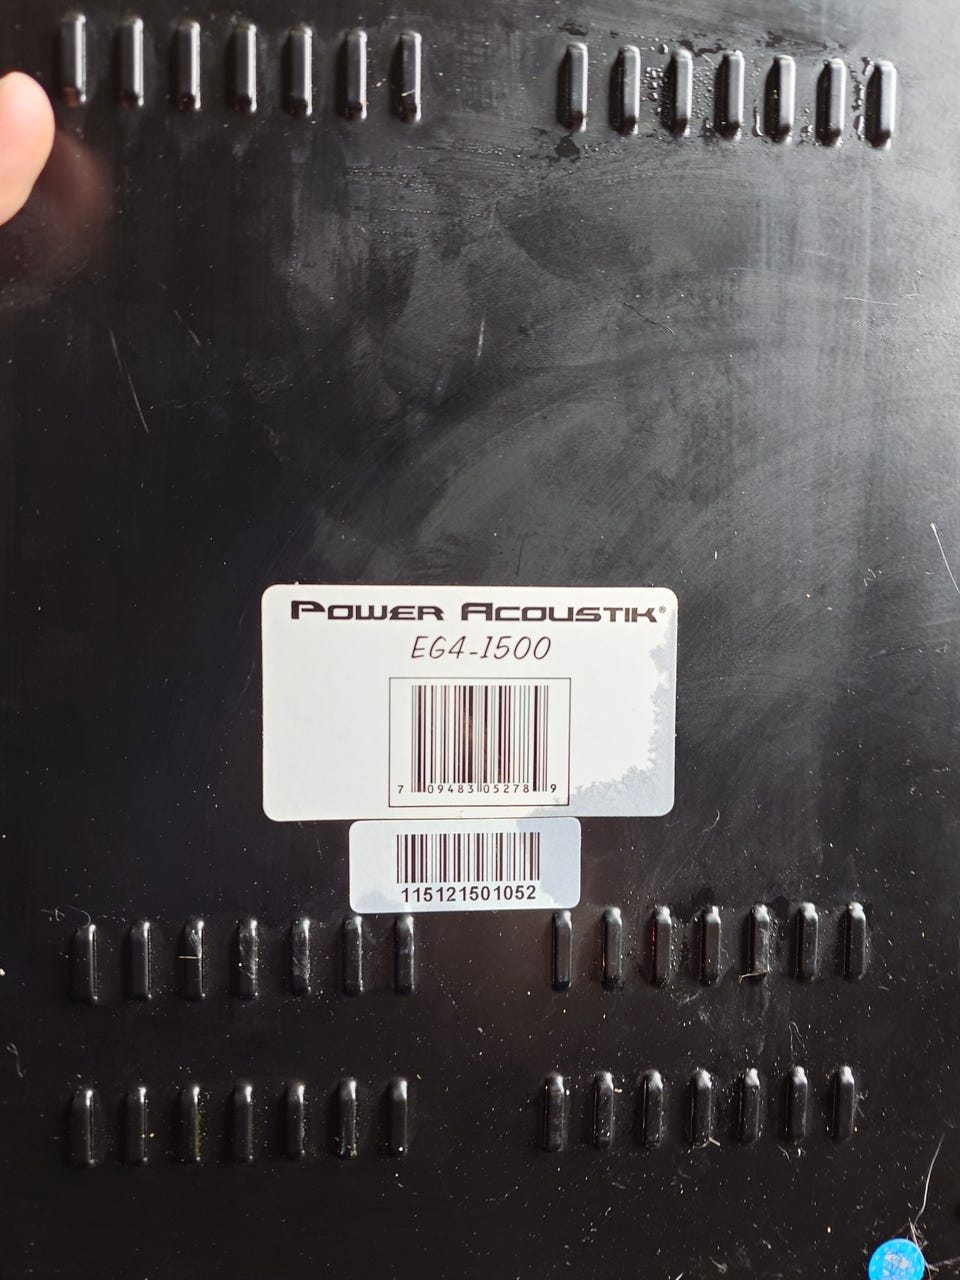 POWER ACOUSTIK®
EG4-1500
7 09483 05278 9
115121501052